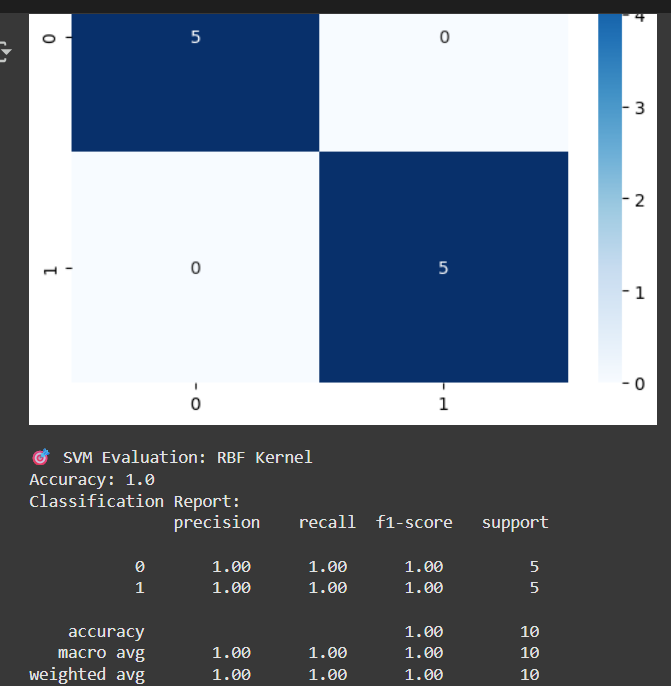 0 5 0 4
3
2
1 0 5
1
0
0 1
🎯 SVM Evaluation: RBF Kernel
Accuracy: 1.0
Classification Report:
precision recall f1-score support
0 1.00 1.00 1.00 5
1 1.00 1.00 1.00 5
accuracy 1.00 10
macro avg 1.00 1.00 1.00 10
weighted avg 1.00 1.00 1.00 10